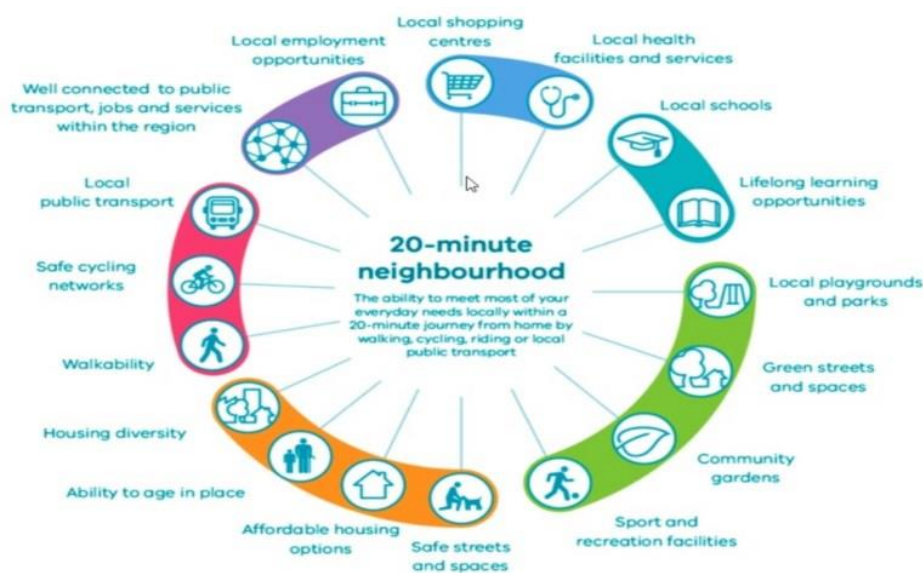 Local shopping
centres
Local health
facilities and services
Local schools
Lifelong learning
opportunities
Local playgrounds
and parks
Green streets
and spaces
Community
gardens
Sport and
recreation facilities
Safe streets
and spaces
Affordable housing
options
Ability to age in place
Housing diversity
Walkability
Safe cycling
networks
Local
public transport
Well connected to public
transport, jobs and services
within the region
Local employment
opportunities
20-minute
neighbourhood
The ability to meet most of your
everyday needs locally within a
20-minute journey from home by
walking, cycling, riding or local
public transport